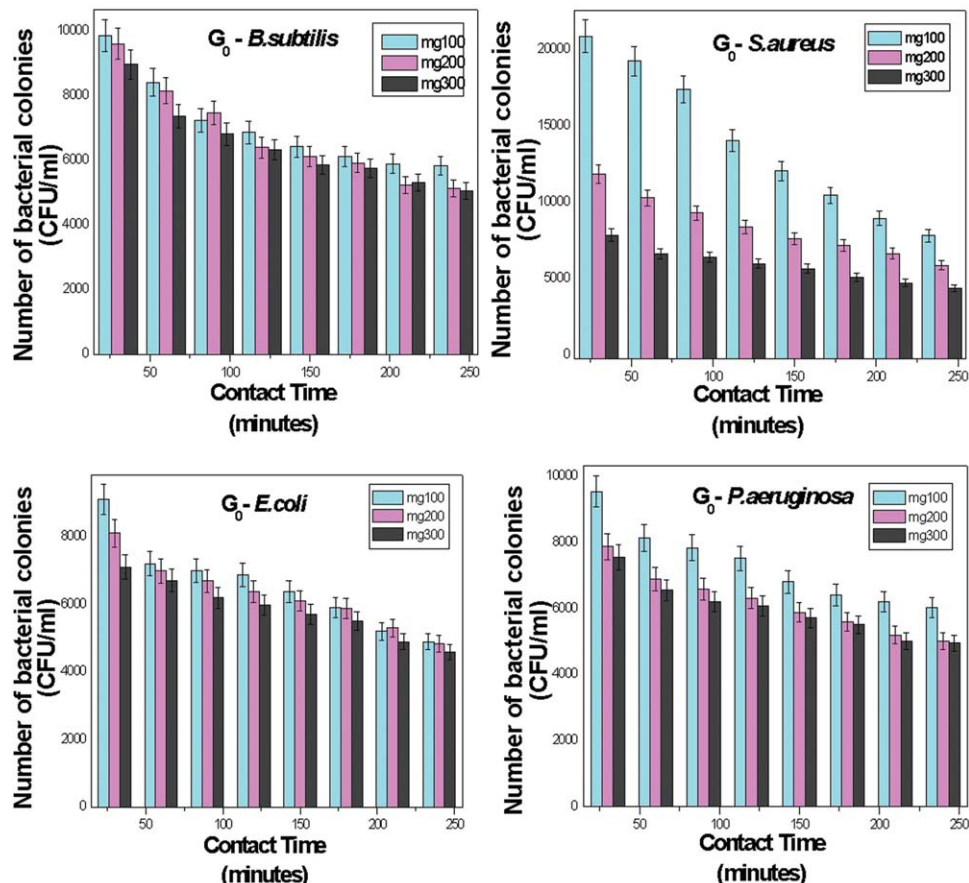 G0 - B.subtilis
mg100
mg200
mg300
Number of bacterial colonies
(CFU/ml)
10000
8000
6000
4000
2000
0
50
100
150
200
250
Contact Time
(minutes)
G0 - S.aureus
mg100
mg200
mg300
Number of bacterial colonies
(CFU/ml)
20000
15000
10000
5000
0
50
100
150
200
250
Contact Time
(minutes)
G0 - E.coli
mg100
mg200
mg300
Number of bacterial colonies
(CFU/ml)
8000
6000
4000
2000
0
50
100
150
200
250
Contact Time
(minutes)
G0 - P.aeruginosa
mg100
mg200
mg300
Number of bacterial colonies
(CFU/ml)
10000
8000
6000
4000
2000
0
50
100
150
200
250
Contact Time
(minutes)